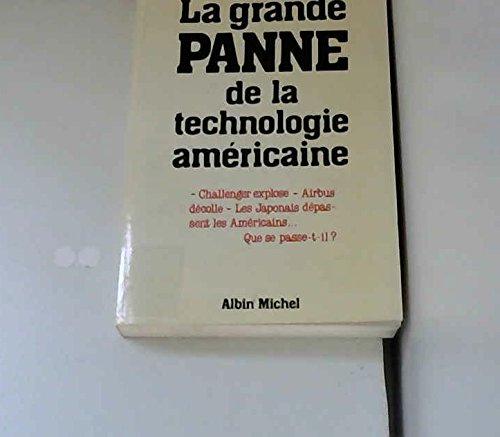 La grande
PANNE
de la
technologie
américaine
- Challenger explose - Airbus
décolle - Les Japonais dépas-
sent les Américains...
Que se passe-t-il ?
Albin Michel